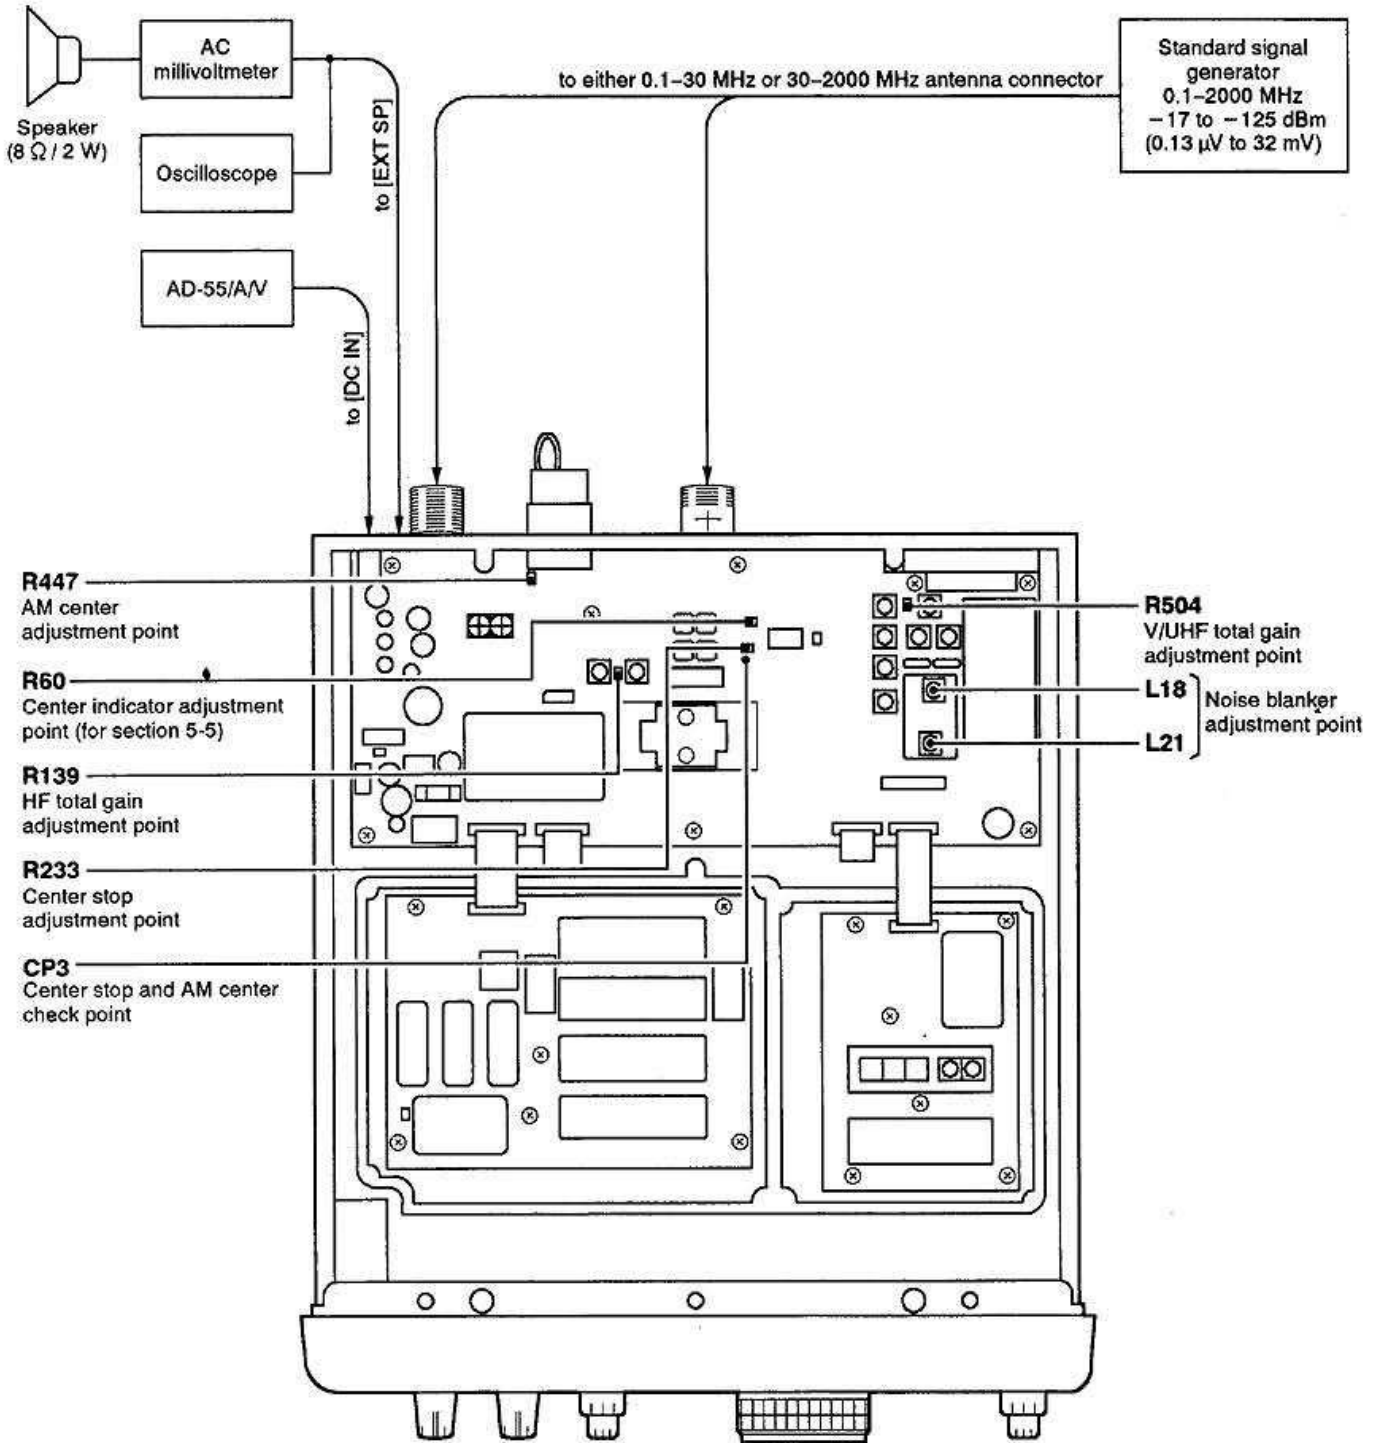 AC
millivoltmeter
Speaker
(8 Ω / 2 W)
Oscilloscope
to [EXT SP]
AD-55/A/V
to [DC IN]
to either 0.1–30 MHz or 30–2000 MHz antenna connector
Standard signal
generator
0.1–2000 MHz
−17 to −125 dBm
(0.13 µV to 32 mV)
R447
AM center
adjustment point
R60
Center indicator adjustment
point (for section 5-5)
R139
HF total gain
adjustment point
R233
Center stop
adjustment point
CP3
Center stop and AM center
check point
R504
V/UHF total gain
adjustment point
L18
L21
Noise blanker
adjustment point